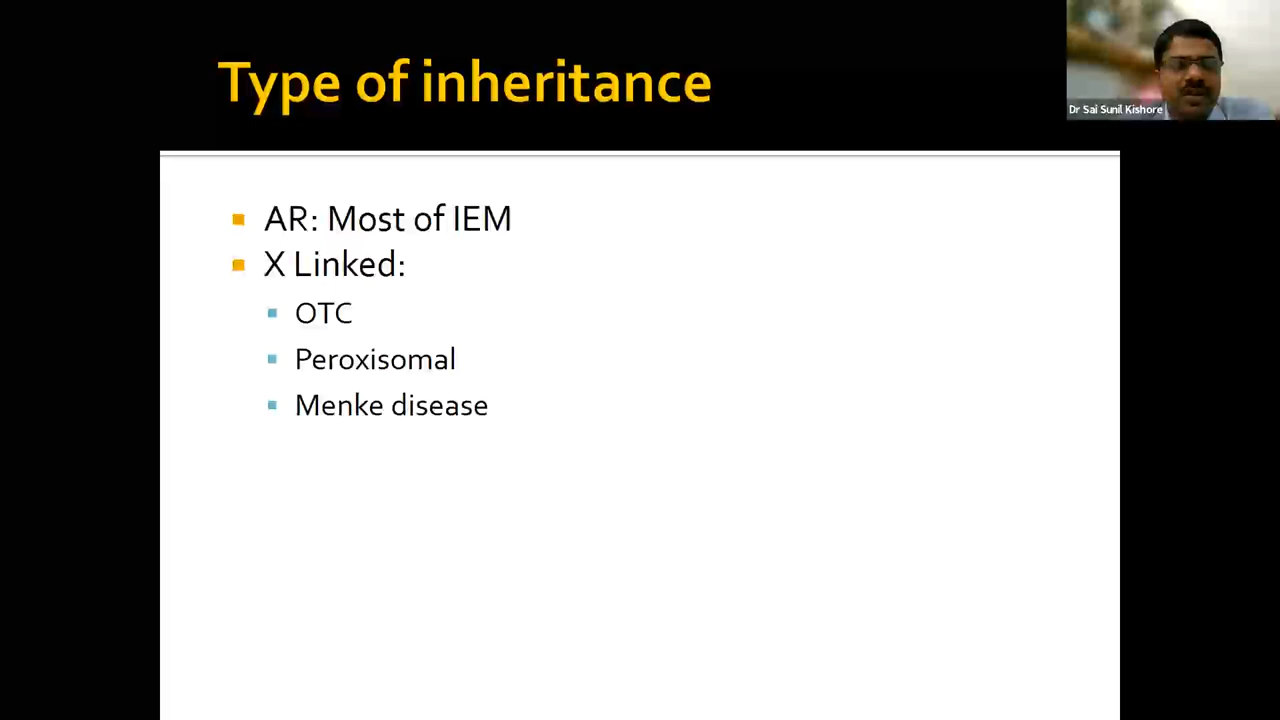 Type of inheritance
Dr Sai Sunil Kishore
AR: Most of IEM
X Linked:
OTC
Peroxisomal
Menke disease